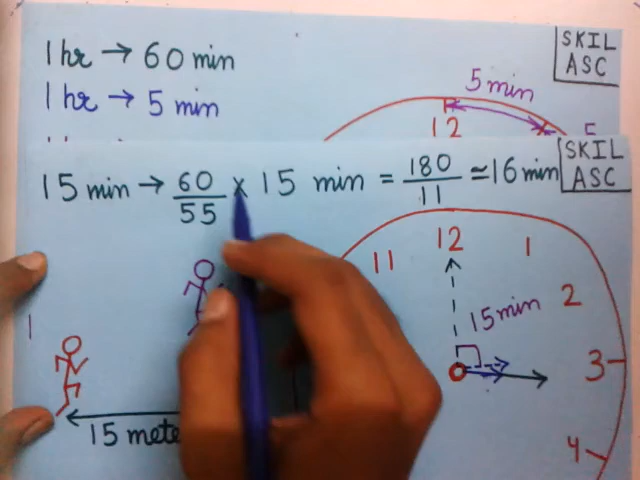 1 hr → 60 min
1 hr → 5 min
SKIL
ASC
5 min
12
15 min → 60/55 x 15 min = 180/11 ≃ 16 min
SKIL
ASC
11
12
1
2
15 min
3
4
15 mete